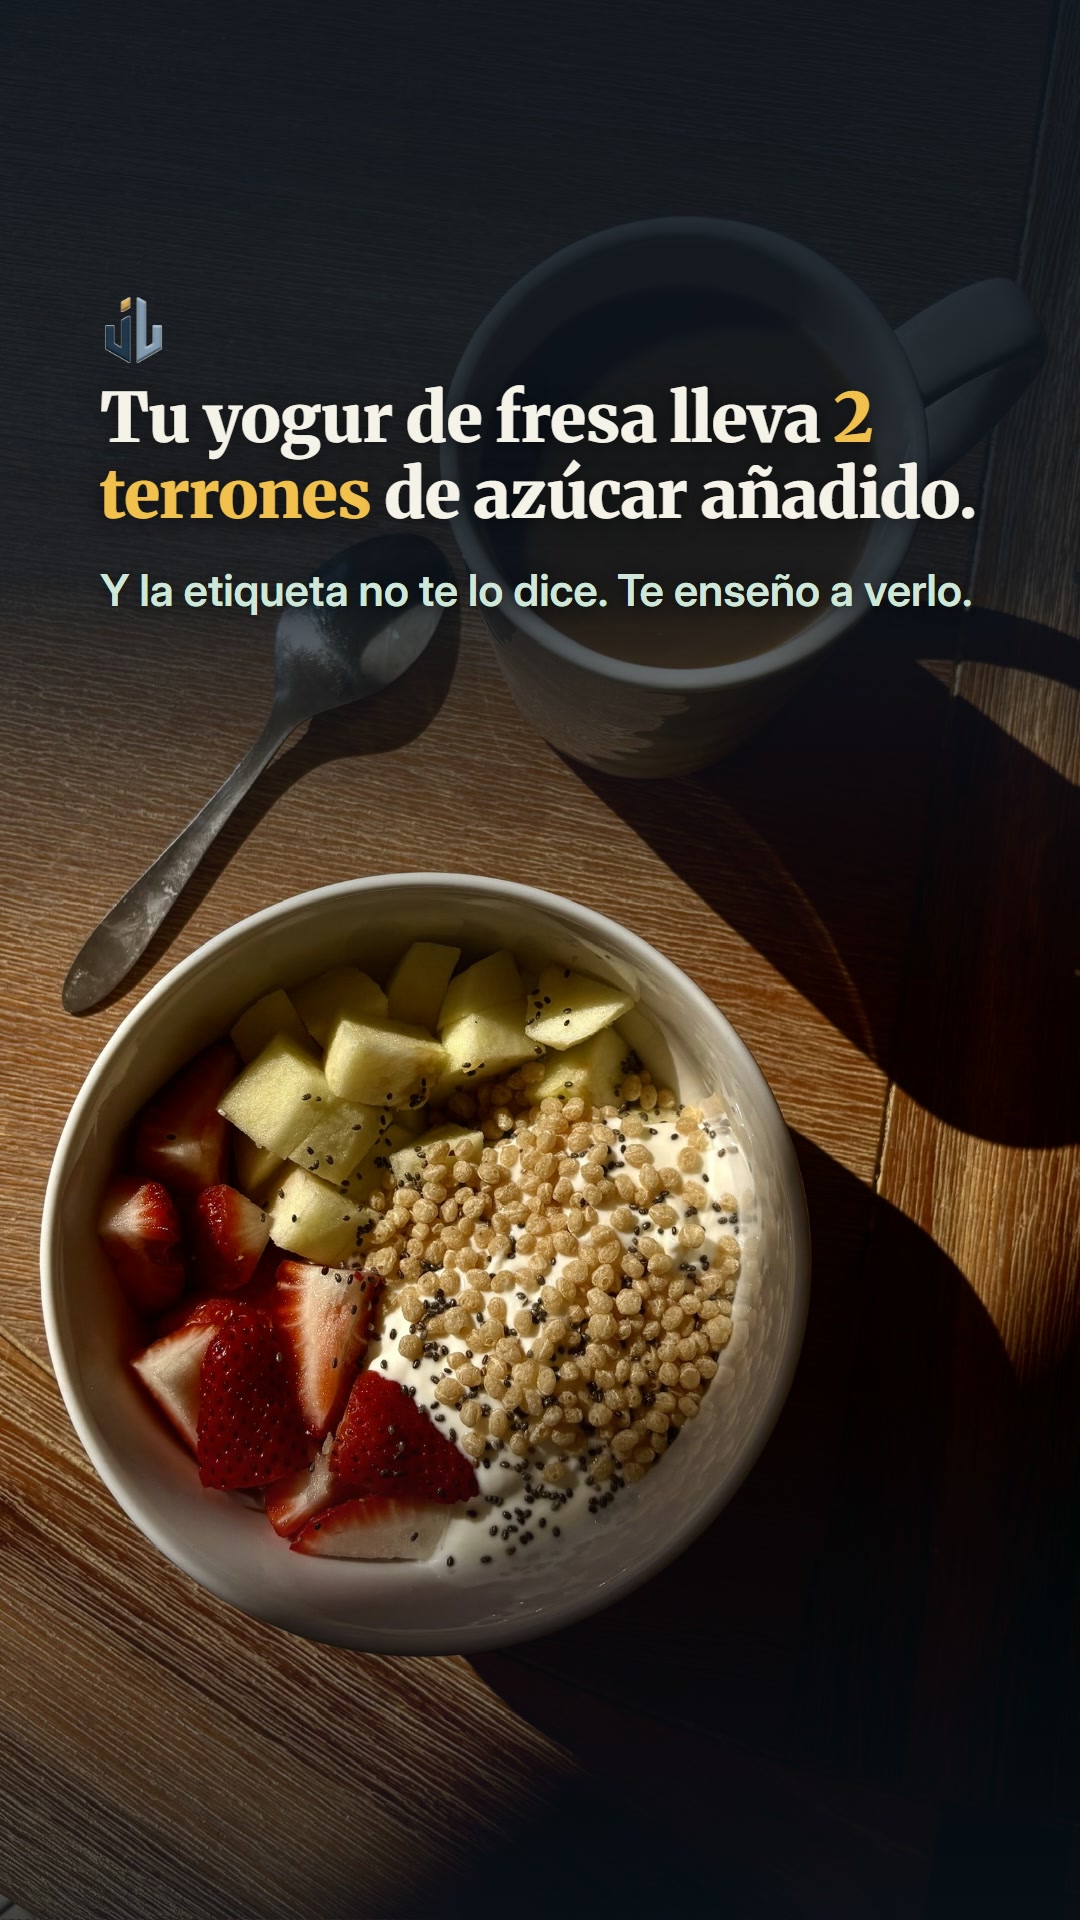 Tu yogur de fresa lleva 2
terrones de azúcar añadido.
Y la etiqueta no te lo dice. Te enseño a verlo.